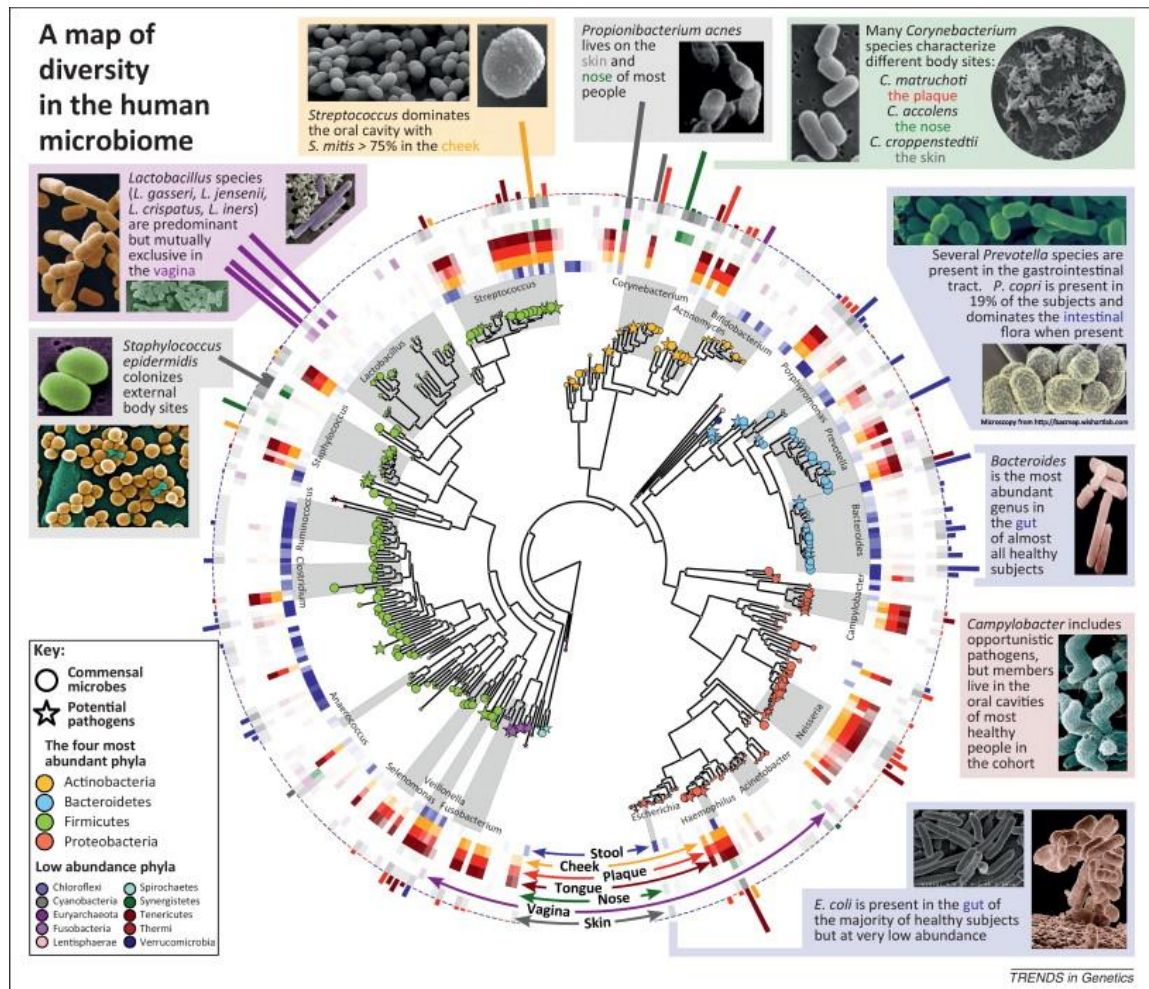 A map of
diversity
in the human
microbiome
Streptococcus dominates
the oral cavity with
S. mitis > 75% in the cheek
Propionibacterium acnes
lives on the
skin and
nose of most
people
Many Corynebacterium
species characterize
different body sites:
C. matruchoti
the plaque
C. accolens
the nose
C. croppenstedtii
the skin
Lactobacillus species
(L. gasseri, L. jensenii,
L. crispatus, L. iners)
are predominant
but mutually
exclusive in
the vagina
Several Prevotella species are
present in the gastrointestinal
tract. P. copri is present in
19% of the subjects and
dominates the intestinal
flora when present
Microscopy from http://bacmap.wishartlab.com
Staphylococcus
epidermidis
colonizes
external
body sites
Bacteroides
is the most
abundant
genus in
the gut
of almost
all healthy
subjects
Campylobacter includes
opportunistic
pathogens,
but members
live in the
oral cavities
of most
healthy
people in
the cohort
E. coli is present in the gut of
the majority of healthy subjects
but at very low abundance
Streptococcus
Corynebacterium
Actinomyces
Bifidobacterium
Lactobacillus
Porphyromonas
Prevotella
Staphylococcus
Bacteroides
Ruminococcus
Clostridium
Campylobacter
Anaerococcus
Neisseria
Selenomonas
Veillonella
Fusobacterium
Escherichia
Haemophilus
Acinetobacter
Stool
Cheek
Plaque
Tongue
Nose
Vagina
Skin
Key:
Commensal
microbes
Potential
pathogens
The four most
abundant phyla
Actinobacteria
Bacteroidetes
Firmicutes
Proteobacteria
Low abundance phyla
Chloroflexi
Cyanobacteria
Euryarchaeota
Fusobacteria
Lentisphaerae
Spirochaetes
Synergistetes
Tenericutes
Thermi
Verrucomicrobia
TRENDS in Genetics